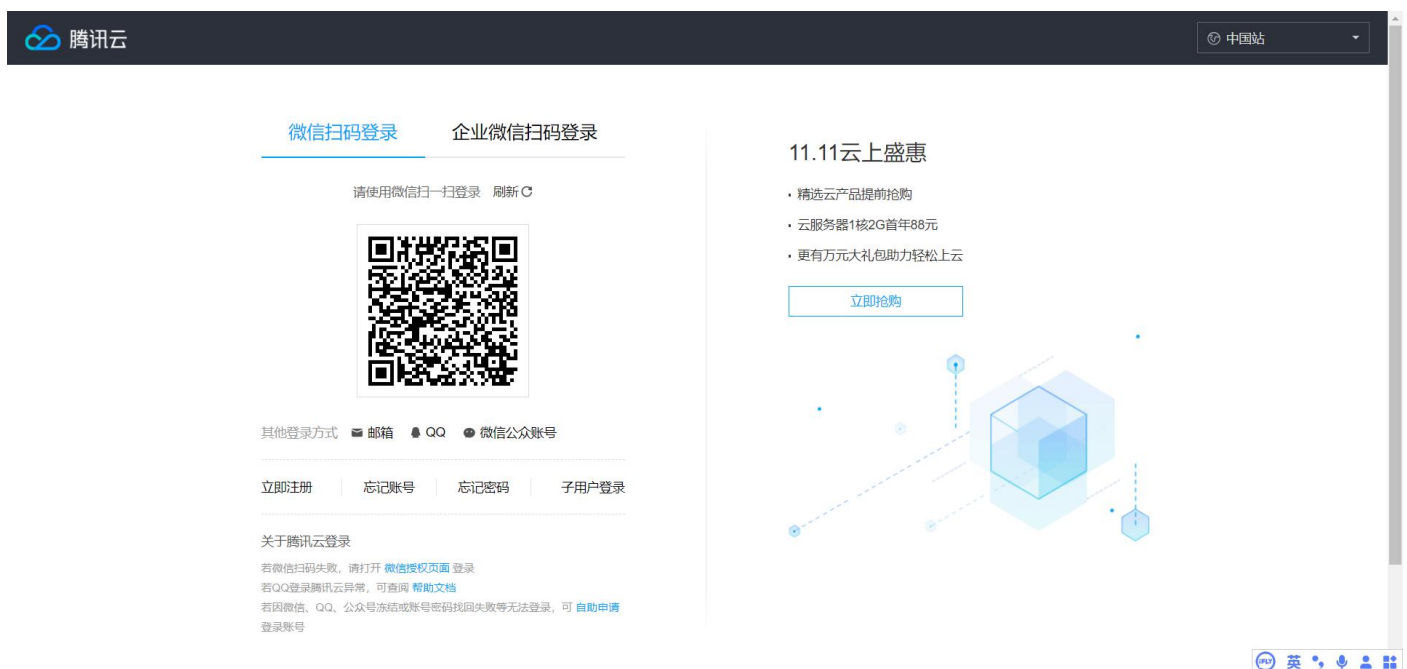 腾讯云
中国站
微信扫码登录
企业微信扫码登录
请使用微信扫一扫登录 刷新
其他登录方式 邮箱 QQ 微信公众账号
立即注册 忘记账号 忘记密码 子用户登录
关于腾讯云登录
若微信扫码失败，请打开 微信授权页面 登录
若QQ登录腾讯云异常，可查阅 帮助文档
若因微信、QQ、公众号冻结或账号密码找回失败等无法登录，可 自助申请
登录账号
11.11云上盛惠
· 精选云产品提前抢购
· 云服务器1核2G首年88元
· 更有万元大礼包助力轻松上云
立即抢购
iFLY 英